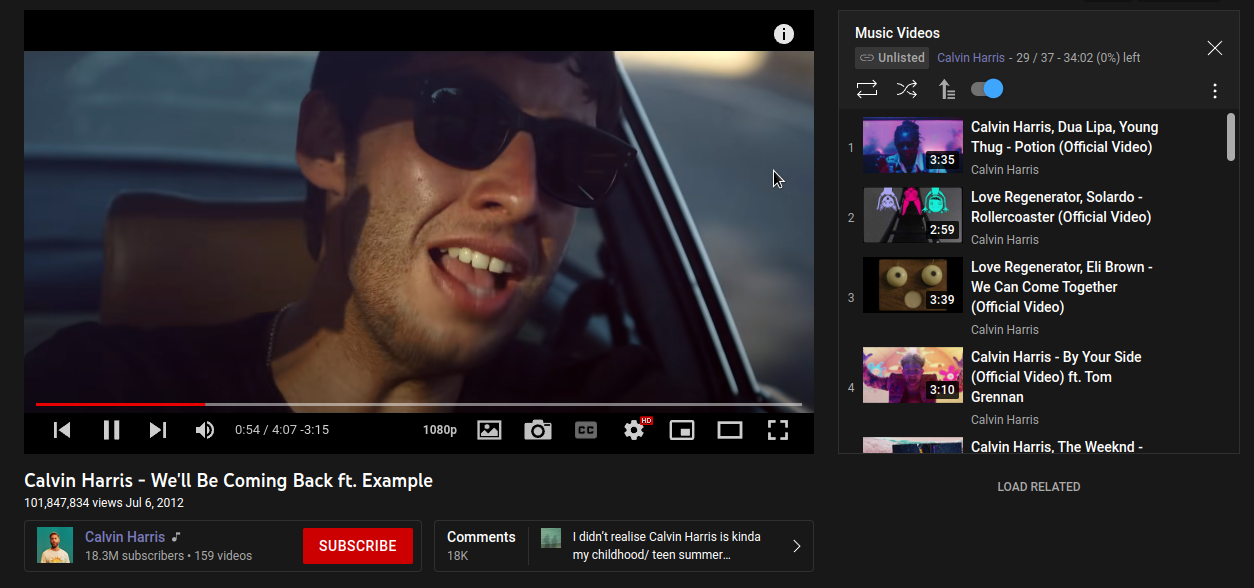 Music Videos
Unlisted
Calvin Harris - 29 / 37 - 34:02 (0%) left
1
3:35
Calvin Harris, Dua Lipa, Young
Thug - Potion (Official Video)
Calvin Harris
2
2:59
Love Regenerator, Solardo -
Rollercoaster (Official Video)
Calvin Harris
3
3:39
Love Regenerator, Eli Brown -
We Can Come Together
(Official Video)
Calvin Harris
4
3:10
Calvin Harris - By Your Side
(Official Video) ft. Tom
Grennan
Calvin Harris
Calvin Harris, The Weeknd -
0:54 / 4:07 -3:15
1080p
CC
HD
Calvin Harris - We'll Be Coming Back ft. Example
101,847,834 views Jul 6, 2012
LOAD RELATED
Calvin Harris
18.3M subscribers • 159 videos
SUBSCRIBE
Comments
18K
I didn't realise Calvin Harris is kinda
my childhood/ teen summer…